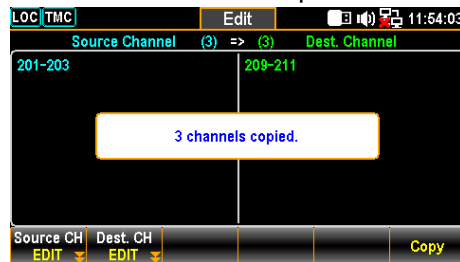 LOC TMC Edit 11:54:03
Source Channel (3) => (3) Dest. Channel
201-203 209-211
3 channels copied.
Source CH Dest. CH
EDIT EDIT Copy